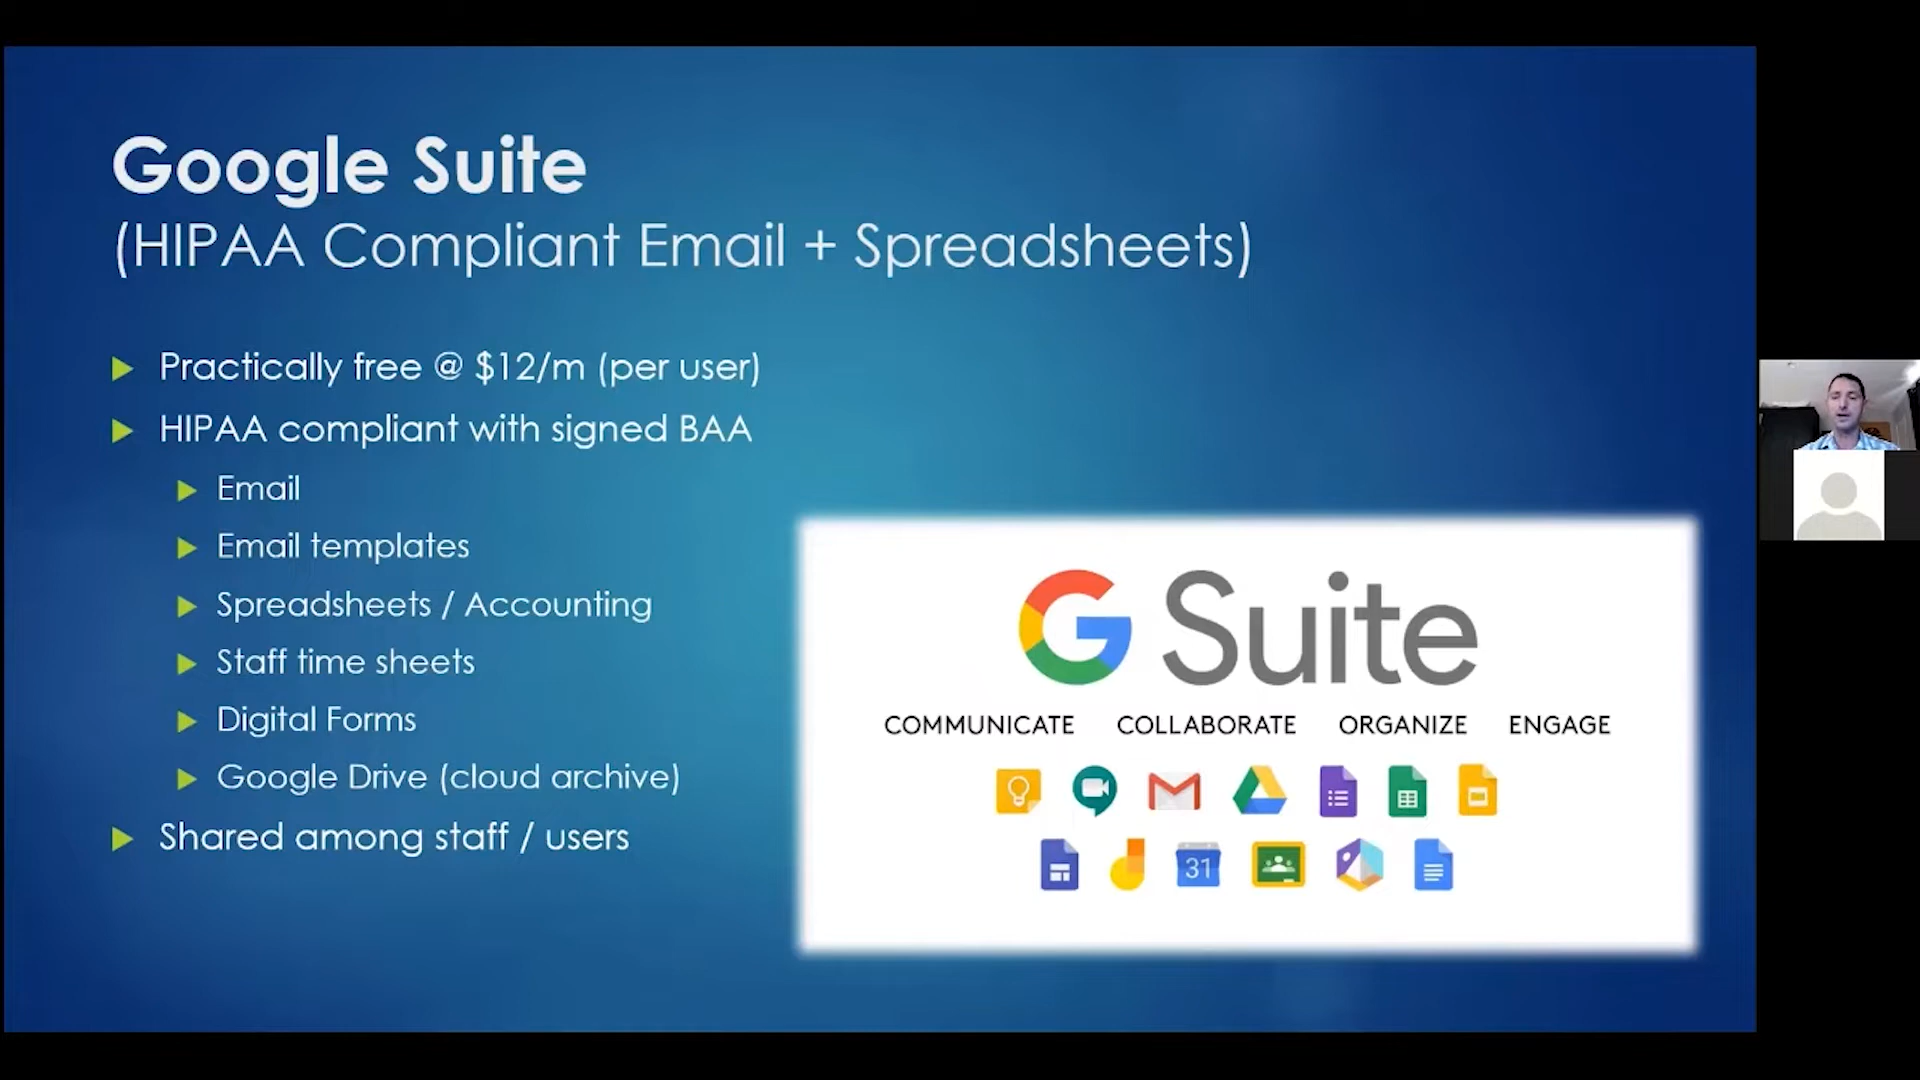 Google Suite
(HIPAA Compliant Email + Spreadsheets)
Practically free @ $12/m (per user)
HIPAA compliant with signed BAA
Email
Email templates
Spreadsheets / Accounting
Staff time sheets
Digital Forms
Google Drive (cloud archive)
Shared among staff / users
G Suite
COMMUNICATE COLLABORATE ORGANIZE ENGAGE
31